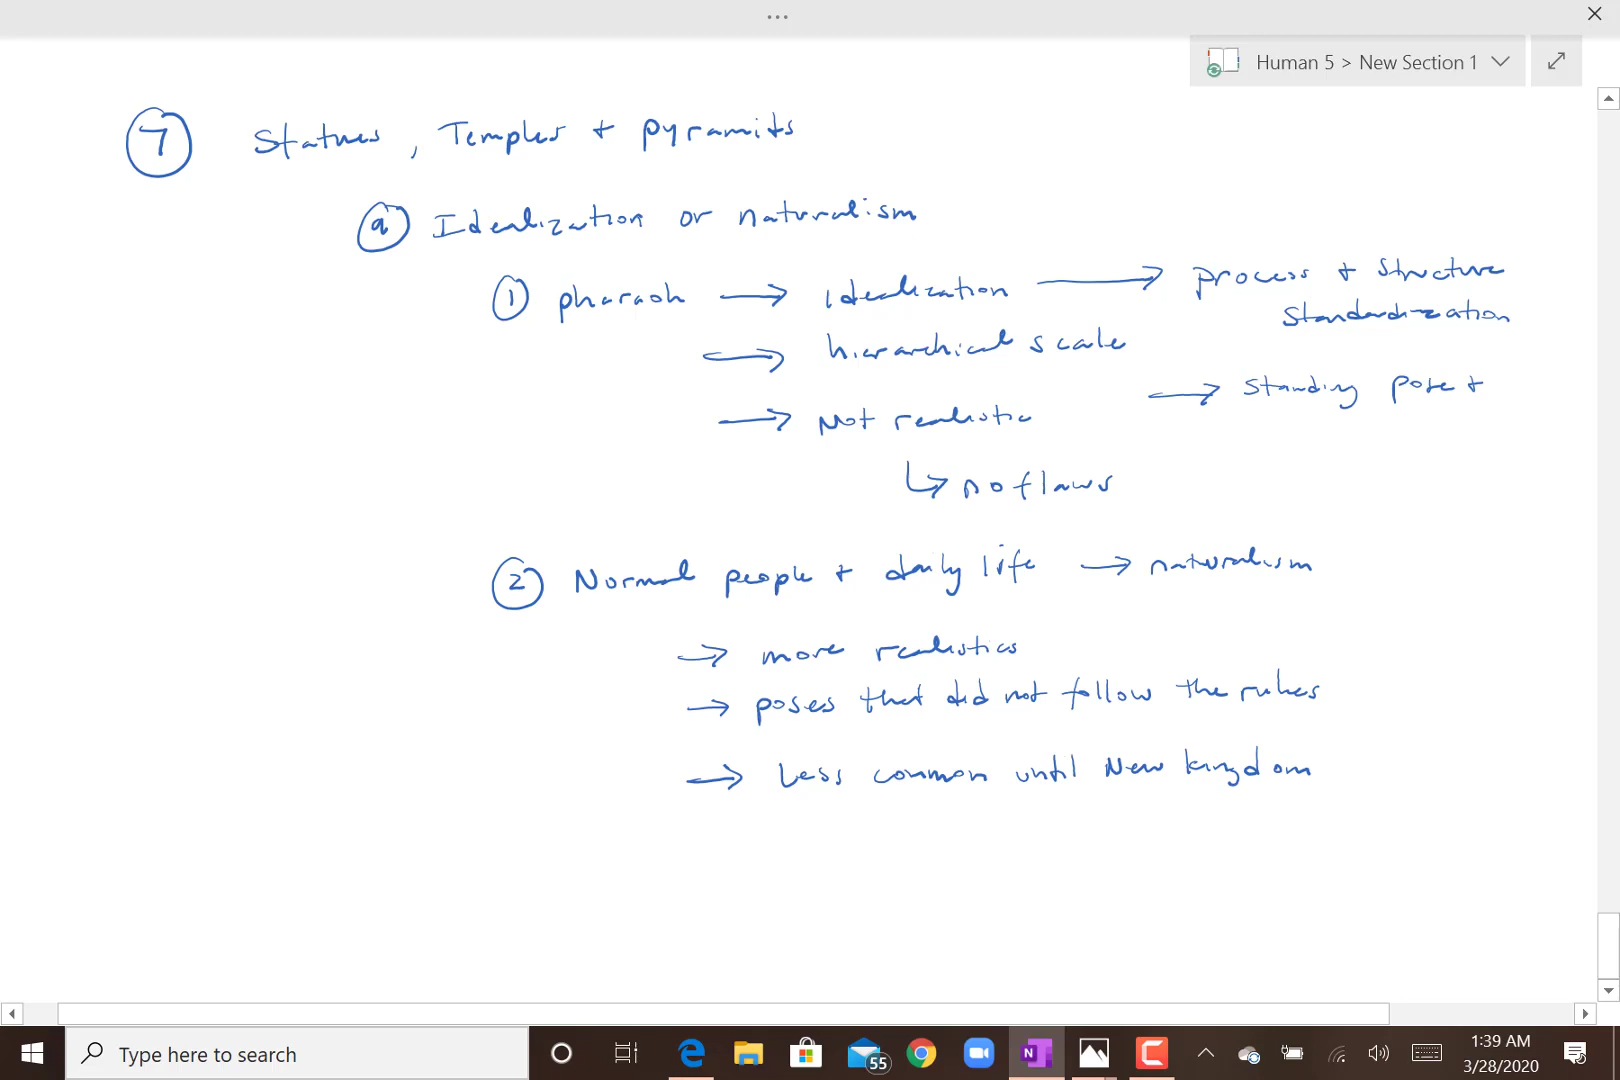 Human 5 > New Section 1
7 Statues, Temples + pyramits
a Idealization or naturalism
1 pharaoh → idealization → process + structure
standardization
→ hierarchical scale
→ standing pose +
→ Not realistic
↳ no flaws
2 Normal people + daily life → naturalism
→ more realistics
→ poses that did not follow the rules
→ Less common until New kingdom
Type here to search
55
1:39 AM
3/28/2020